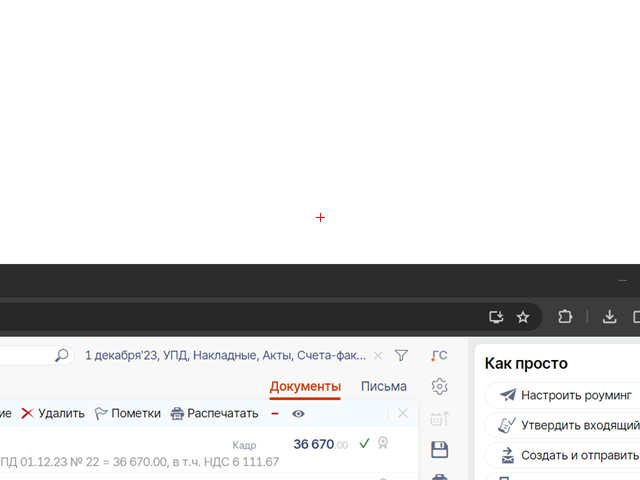 1 декабря'23, УПД, Накладные, Акты, Счета-фак...
ГС
Как просто
Документы
Письма
Настроить роуминг
ие
Удалить
Пометки
Распечатать
Утвердить входящий
Кадр
36 670.00
Создать и отправить
ПД 01.12.23 № 22 = 36 670.00, в т.ч. НДС 6 111.67